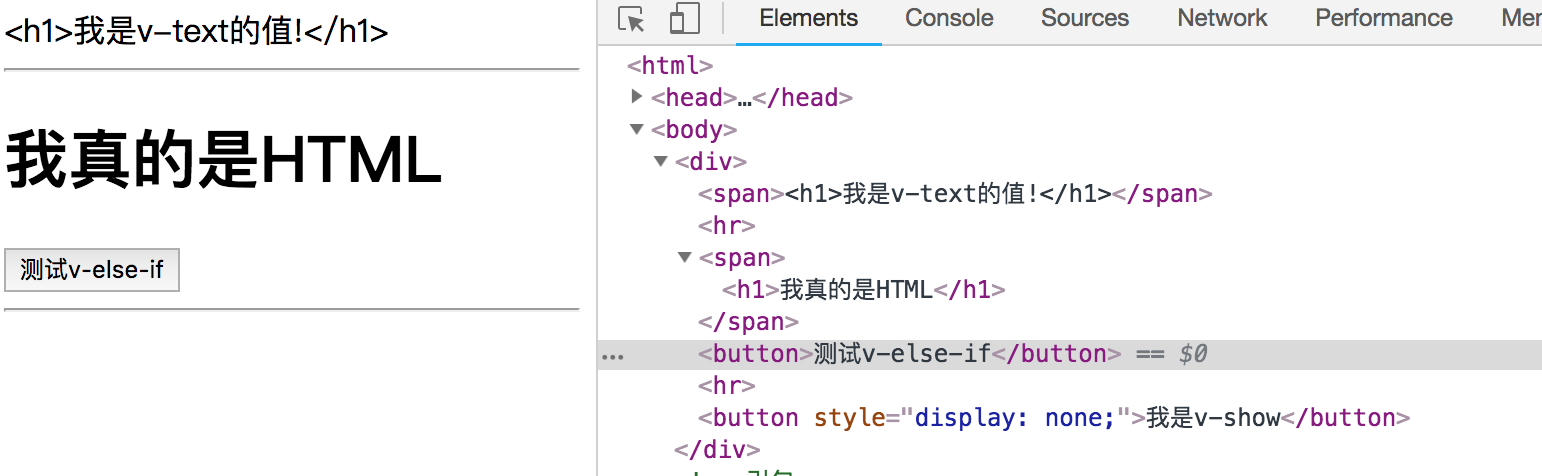 <h1>我是v-text的值!</h1>
我真的是HTML
测试v-else-if
Elements Console Sources Network Performance
<html>
<head>…</head>
<body>
<div>
<span><h1>我是v-text的值!</h1></span>
<hr>
<span>
<h1>我真的是HTML</h1>
</span>
... <button>测试v-else-if</button> == $0
<hr>
<button style="display: none;">我是v-show</button>
</div>